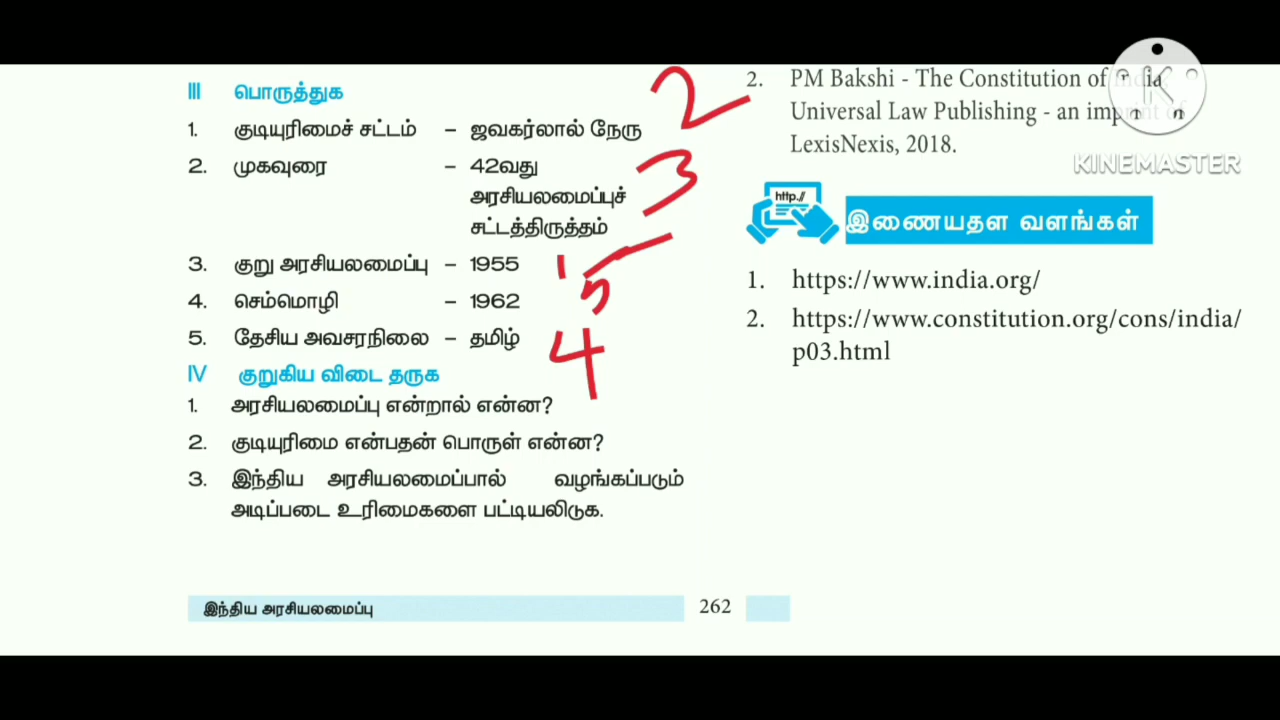 III பொருத்துக
1. குடியுரிமைச் சட்டம் – ஜவகர்லால் நேரு 2
2. முகவுரை – 42வது
அரசியலமைப்புச் 3
சட்டத்திருத்தம்
3. குறு அரசியலமைப்பு – 1955 1
4. செம்மொழி – 1962 5
5. தேசிய அவசரநிலை – தமிழ் 4
IV குறுகிய விடை தருக
1. அரசியலமைப்பு என்றால் என்ன?
2. குடியுரிமை என்பதன் பொருள் என்ன?
3. இந்திய அரசியலமைப்பால் வழங்கப்படும்
அடிப்படை உரிமைகளை பட்டியலிடுக.
இந்திய அரசியலமைப்பு 262
2. PM Bakshi - The Constitution of India,
Universal Law Publishing - an imprint of
LexisNexis, 2018.
K
KINEMASTER
http://
இணையதள வளங்கள்
1. https://www.india.org/
2. https://www.constitution.org/cons/india/
p03.html